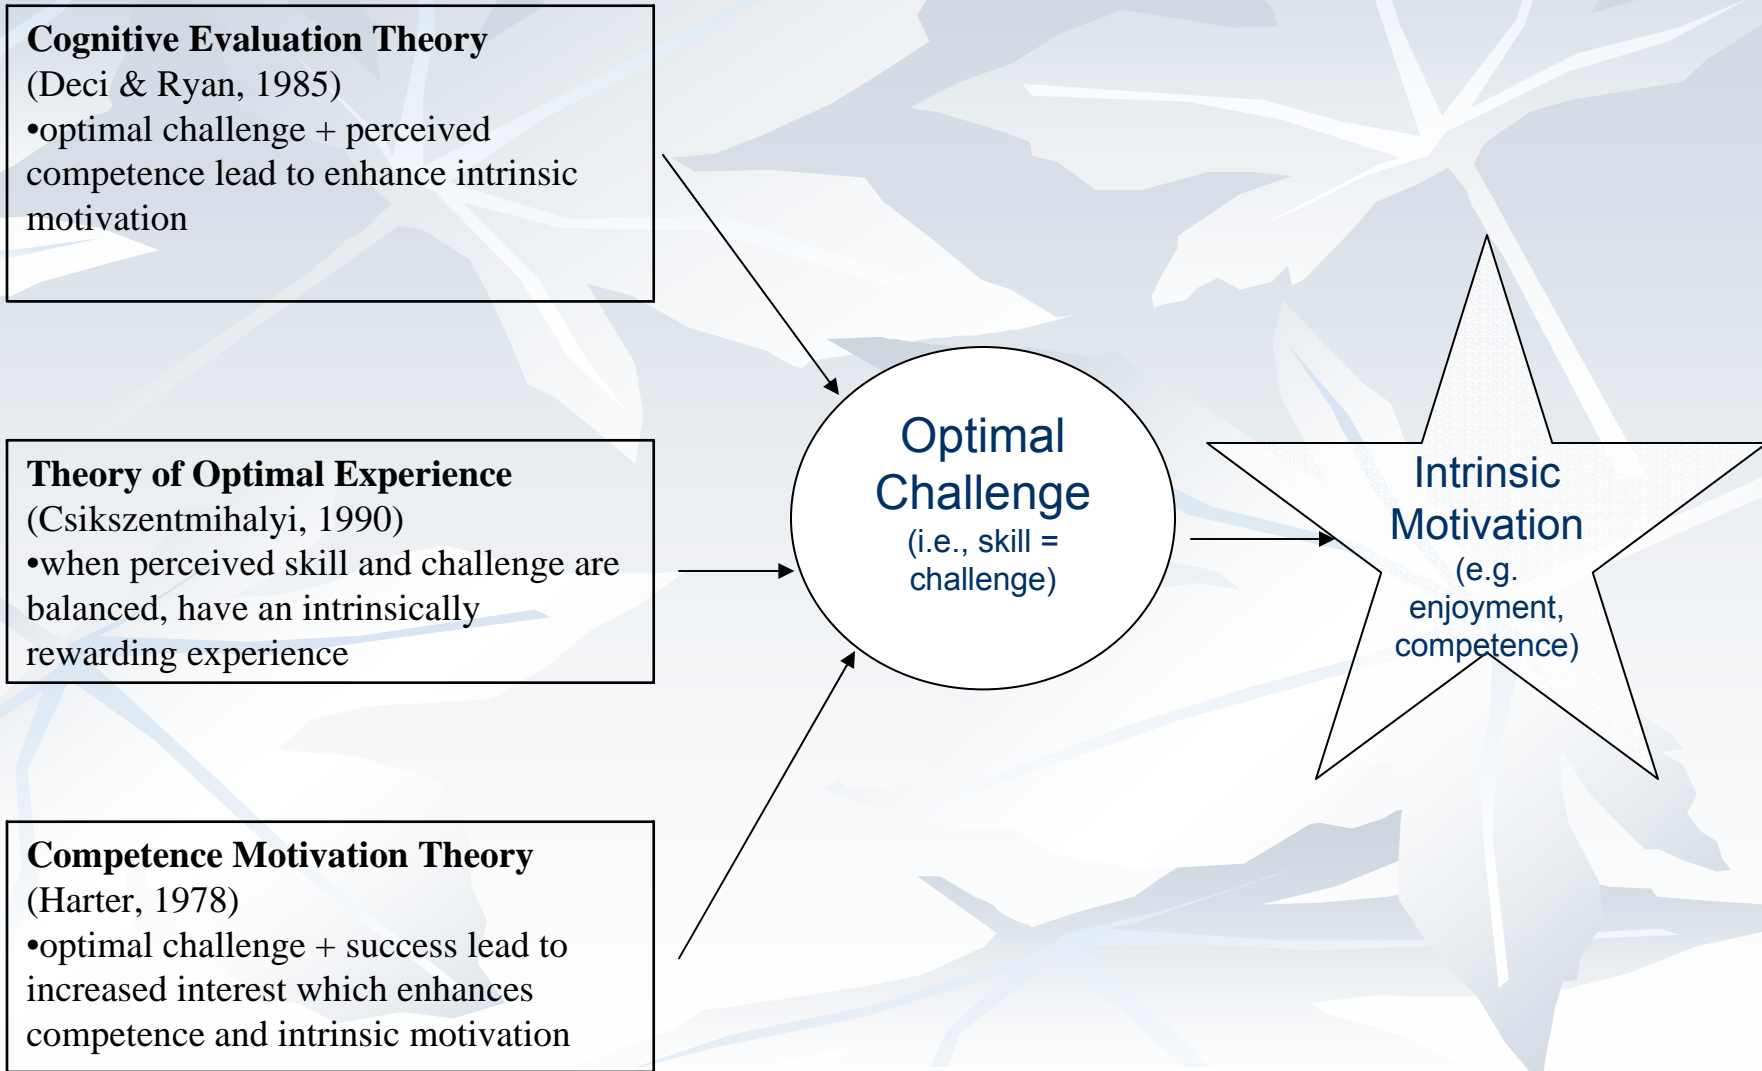 Cognitive Evaluation Theory
(Deci & Ryan, 1985)
•optimal challenge + perceived
competence lead to enhance intrinsic
motivation
Theory of Optimal Experience
(Csikszentmihalyi, 1990)
•when perceived skill and challenge are
balanced, have an intrinsically
rewarding experience
Competence Motivation Theory
(Harter, 1978)
•optimal challenge + success lead to
increased interest which enhances
competence and intrinsic motivation
Optimal
Challenge
(i.e., skill =
challenge)
Intrinsic
Motivation
(e.g.
enjoyment,
competence)